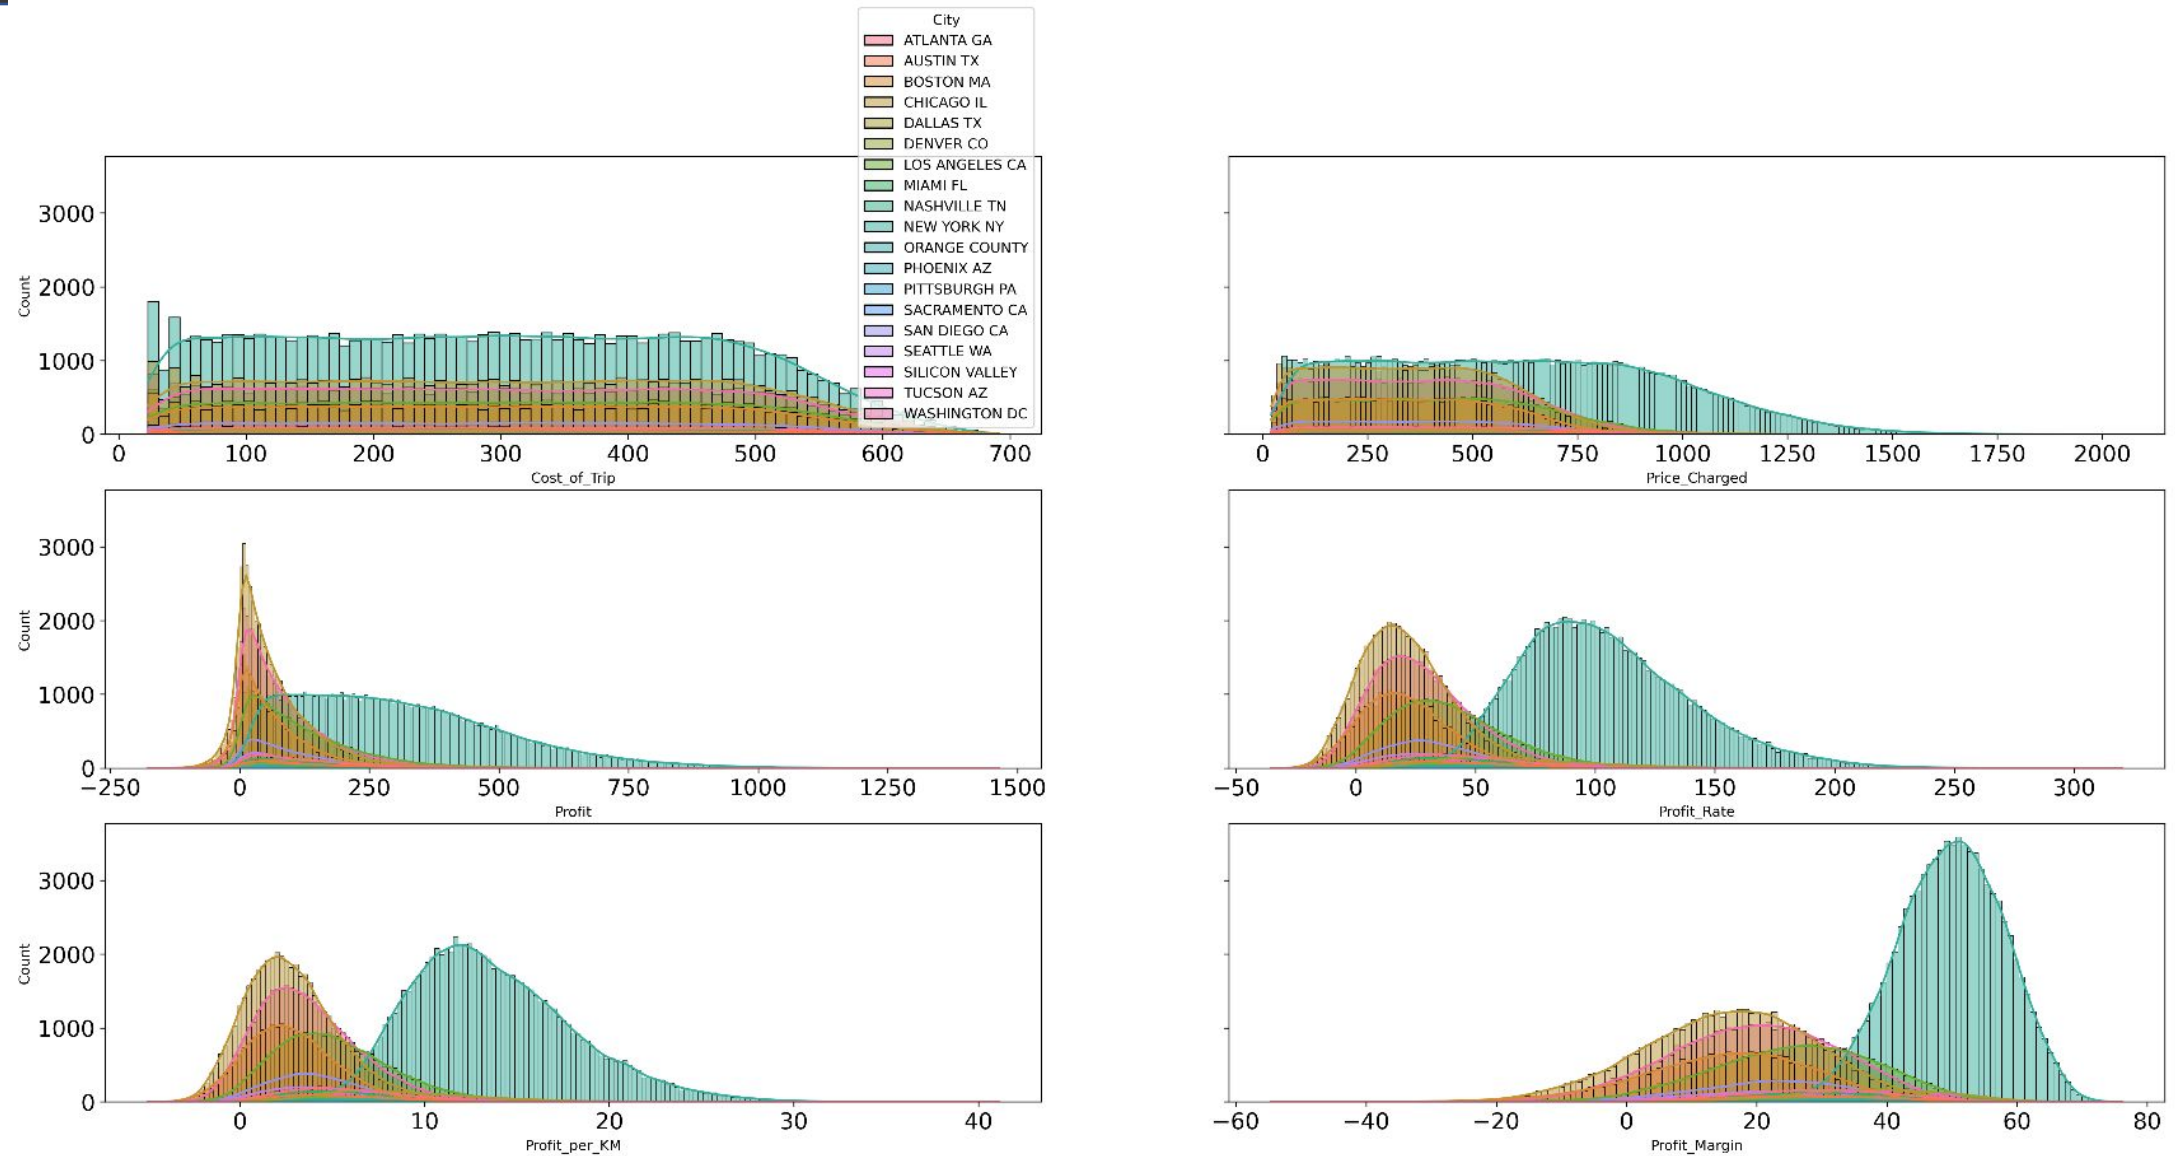 City
ATLANTA GA
AUSTIN TX
BOSTON MA
CHICAGO IL
DALLAS TX
DENVER CO
LOS ANGELES CA
MIAMI FL
NASHVILLE TN
NEW YORK NY
ORANGE COUNTY
PHOENIX AZ
PITTSBURGH PA
SACRAMENTO CA
SAN DIEGO CA
SEATTLE WA
SILICON VALLEY
TUCSON AZ
WASHINGTON DC
3000
2000
1000
0
Count
0 100 200 300 400 500 600 700
Cost_of_Trip
0 250 500 750 1000 1250 1500 1750 2000
Price_Charged
3000
2000
1000
0
Count
−250 0 250 500 750 1000 1250 1500
Profit
−50 0 50 100 150 200 250 300
Profit_Rate
3000
2000
1000
0
Count
0 10 20 30 40
Profit_per_KM
−60 −40 −20 0 20 40 60 80
Profit_Margin